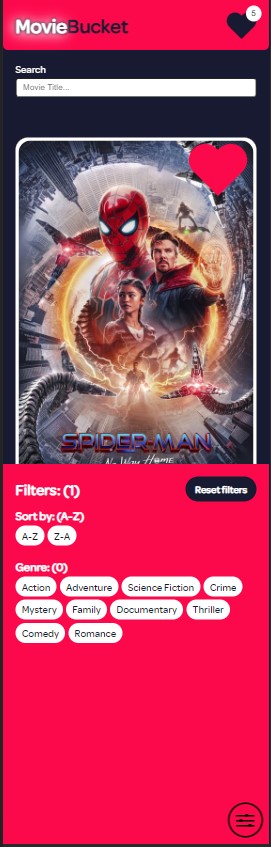 MovieBucket
5
Search
Movie Title...
SPIDER-MAN
No Way Home
Filters: (1)
Reset filters
Sort by: (A-Z)
A-Z Z-A
Genre: (0)
Action Adventure Science Fiction Crime
Mystery Family Documentary Thriller
Comedy Romance